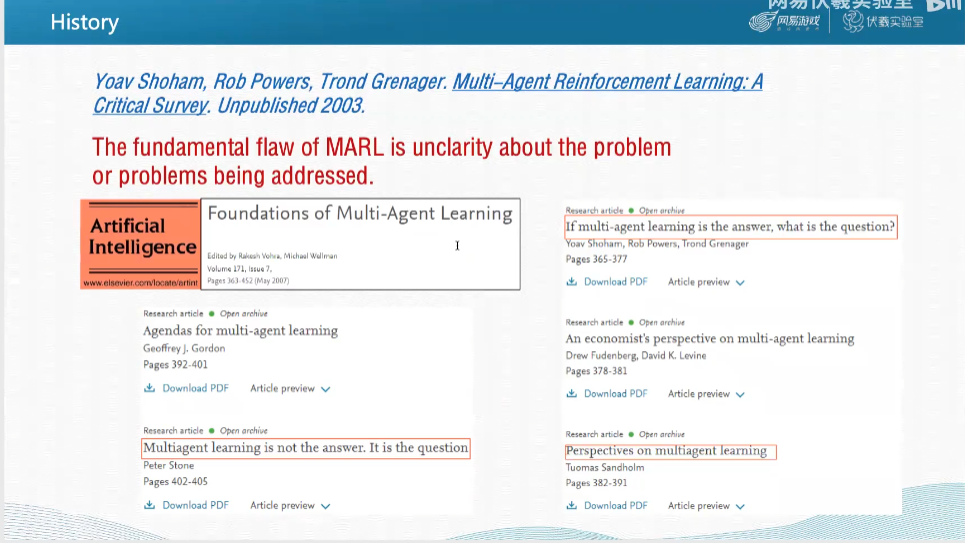 History
网易伏羲实验室
网易游戏
伏羲实验室
Yoav Shoham, Rob Powers, Trond Grenager. Multi-Agent Reinforcement Learning: A
Critical Survey. Unpublished 2003.
The fundamental flaw of MARL is unclarity about the problem
or problems being addressed.
Artificial
Intelligence
www.elsevier.com/locate/artint
Foundations of Multi-Agent Learning
Edited by Rakesh Vohra, Michael Wellman
Volume 171, Issue 7,
Pages 363-452 (May 2007)
Research article ● Open archive
Agendas for multi-agent learning
Geoffrey J. Gordon
Pages 392-401
Download PDF Article preview
Research article ● Open archive
Multiagent learning is not the answer. It is the question
Peter Stone
Pages 402-405
Download PDF Article preview
Research article ● Open archive
If multi-agent learning is the answer, what is the question?
Yoav Shoham, Rob Powers, Trond Grenager
Pages 365-377
Download PDF Article preview
Research article ● Open archive
An economist's perspective on multi-agent learning
Drew Fudenberg, David K. Levine
Pages 378-381
Download PDF Article preview
Research article ● Open archive
Perspectives on multiagent learning
Tuomas Sandholm
Pages 382-391
Download PDF Article preview